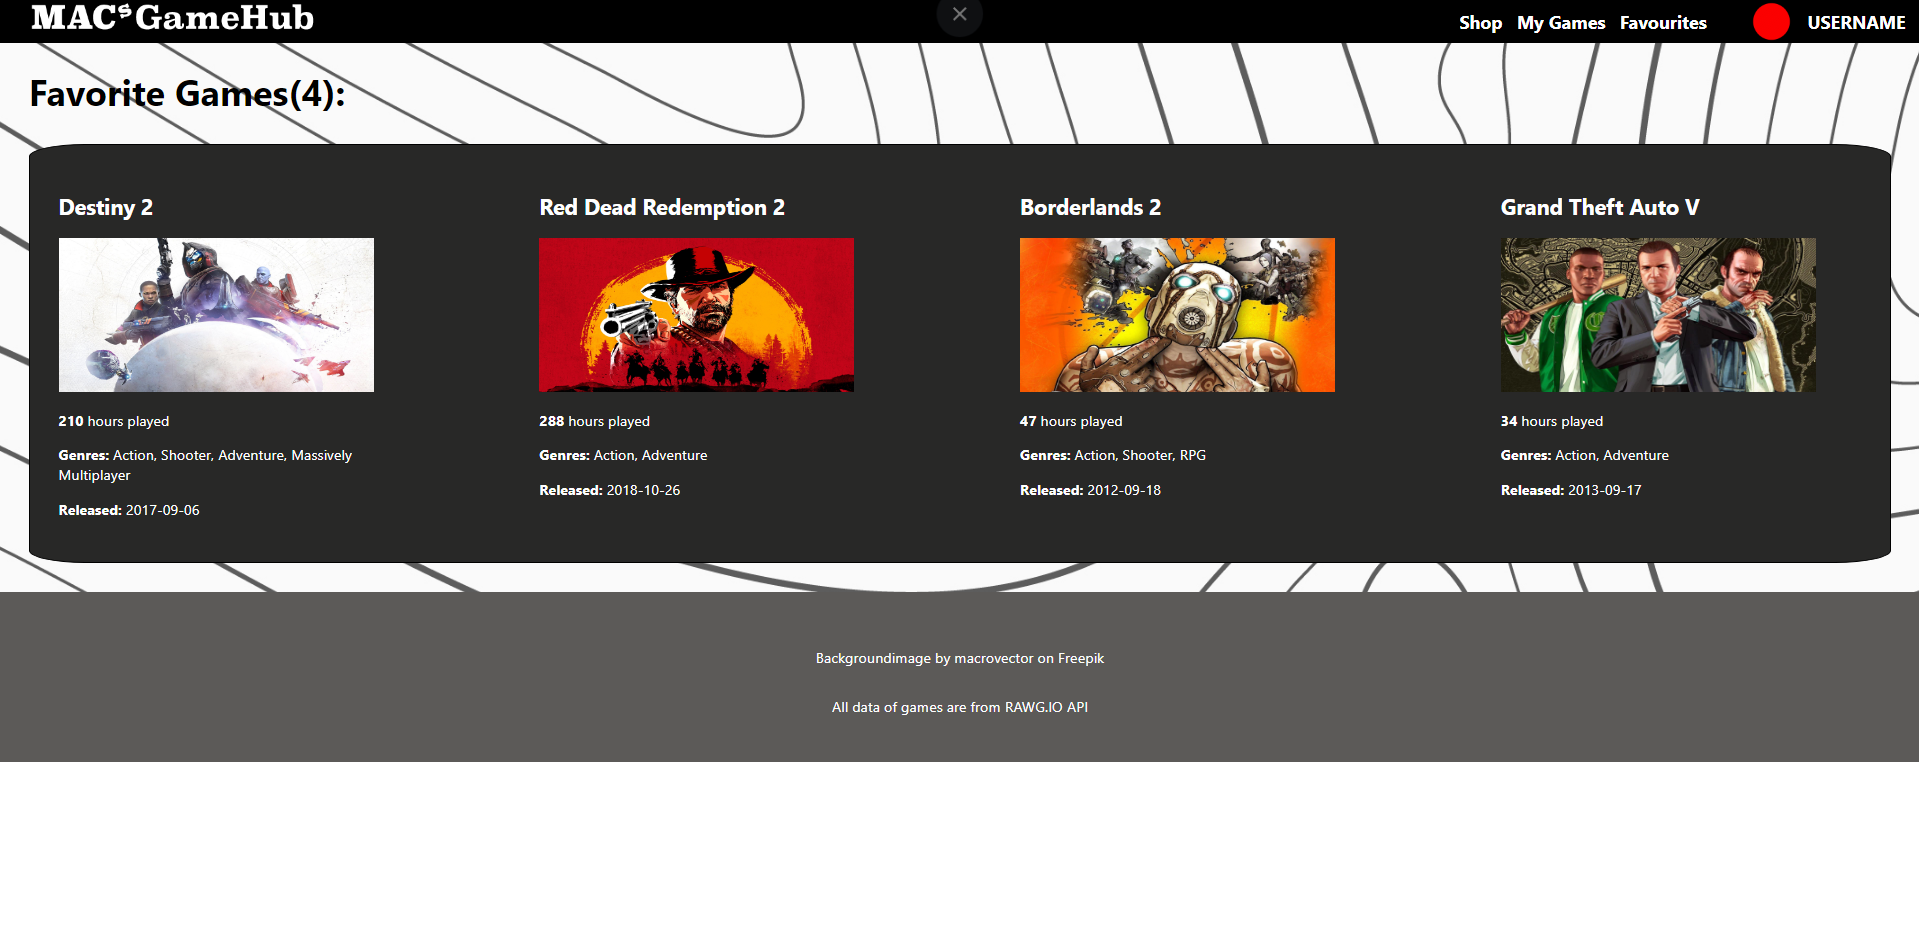 MACs GameHub
Shop My Games Favourites USERNAME
Favorite Games(4):
Destiny 2
210 hours played
Genres: Action, Shooter, Adventure, Massively
Multiplayer
Released: 2017-09-06
Red Dead Redemption 2
288 hours played
Genres: Action, Adventure
Released: 2018-10-26
Borderlands 2
47 hours played
Genres: Action, Shooter, RPG
Released: 2012-09-18
Grand Theft Auto V
34 hours played
Genres: Action, Adventure
Released: 2013-09-17
Backgroundimage by macrovector on Freepik
All data of games are from RAWG.IO API